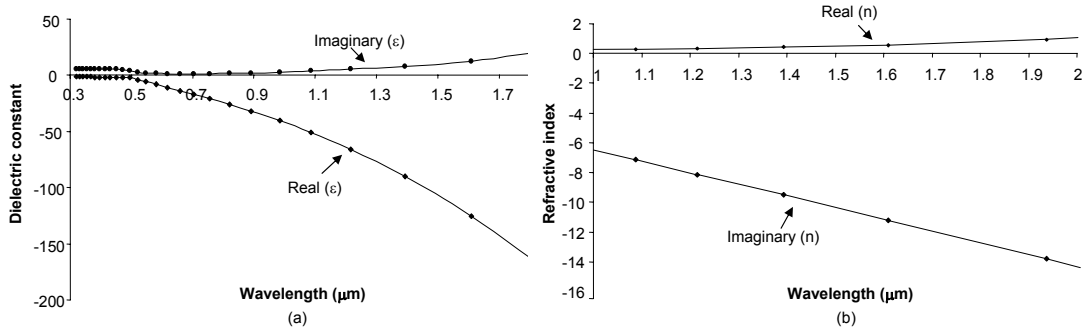 50
0
-50
-100
-150
-200
0.3 0.5 0.7 0.9 1.1 1.3 1.5 1.7
Dielectric constant
Imaginary (ε)
Real (ε)
Wavelength (μm)
(a)
2
0
-2
-4
-6
-8
-10
-12
-14
-16
1 1.1 1.2 1.3 1.4 1.5 1.6 1.7 1.8 1.9 2
Refractive index
Real (n)
Imaginary (n)
Wavelength (μm)
(b)